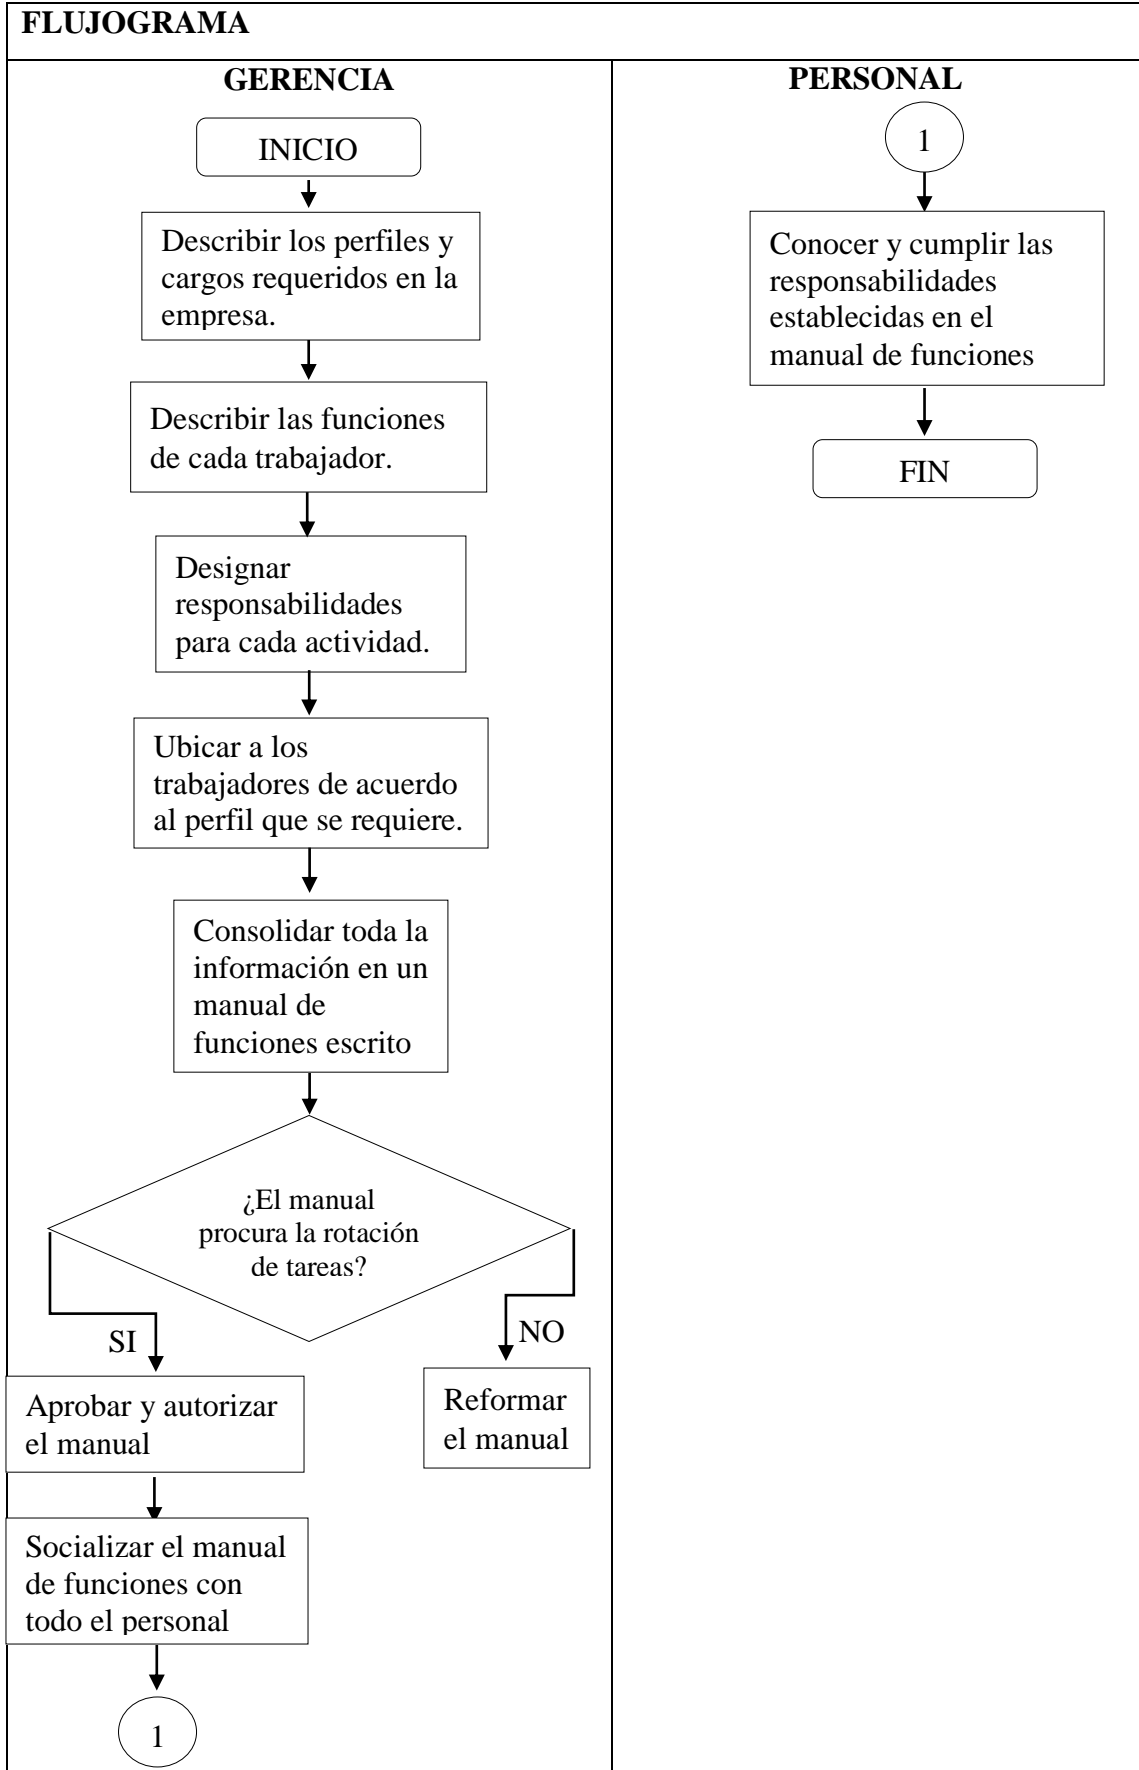 FLUJOGRAMA
GERENCIA
INICIO
Describir los perfiles y
cargos requeridos en la
empresa.
Describir las funciones
de cada trabajador.
Designar
responsabilidades
para cada actividad.
Ubicar a los
trabajadores de acuerdo
al perfil que se requiere.
Consolidar toda la
información en un
manual de
funciones escrito
¿El manual
procura la rotación
de tareas?
SI
NO
Aprobar y autorizar
el manual
Reformar
el manual
Socializar el manual
de funciones con
todo el personal
1
PERSONAL
1
Conocer y cumplir las
responsabilidades
establecidas en el
manual de funciones
FIN